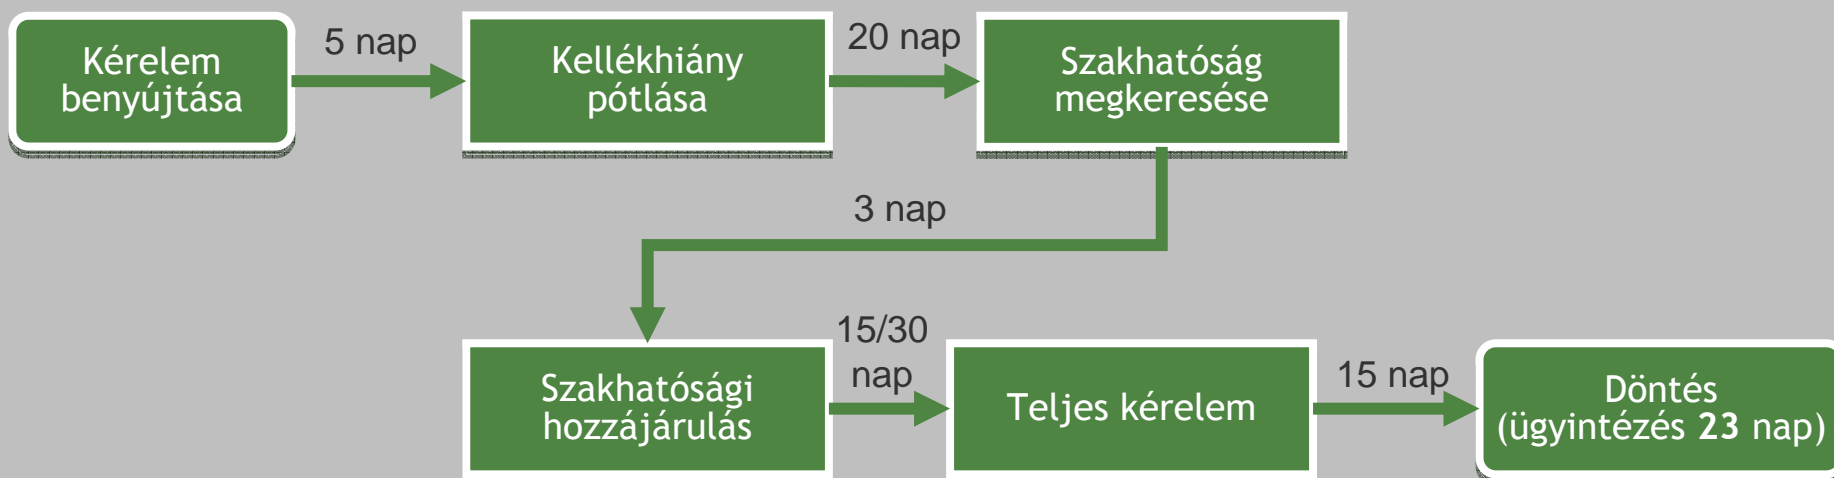 Kérelem
benyújtása
5 nap
Kellékhiány
pótlása
20 nap
Szakhatóság
megkeresése
3 nap
Szakhatósági
hozzájárulás
15/30
nap
Teljes kérelem
15 nap
Döntés
(ügyintézés 23 nap)